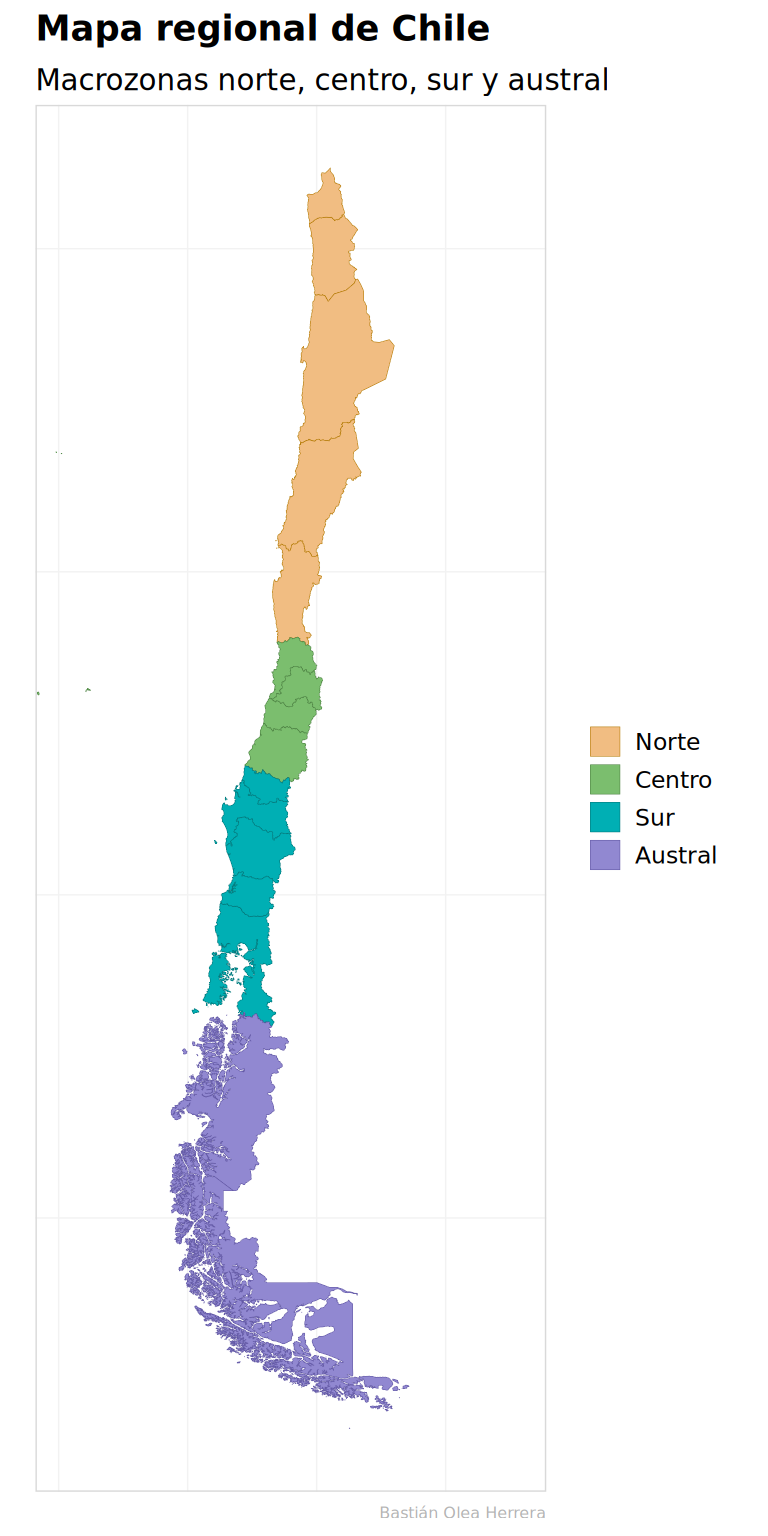 Mapa regional de Chile
Macrozonas norte, centro, sur y austral
Norte
Centro
Sur
Austral
Bastián Olea Herrera